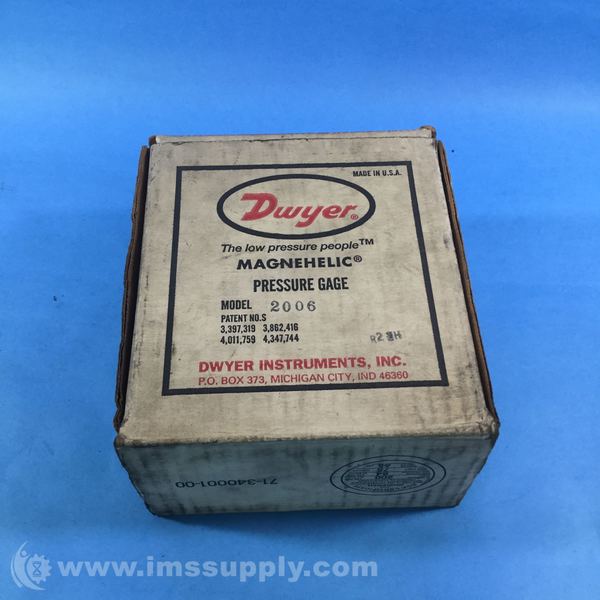 MADE IN U.S.A.
Dwyer®
The low pressure people™
MAGNEHELIC®
PRESSURE GAGE
MODEL 2006
PATENT NO.S
3,397,319 3,862,416
4,011,759 4,347,744
DWYER INSTRUMENTS, INC.
P.O. BOX 373, MICHIGAN CITY, IND 46360
71-340001-00
www.imssupply.com